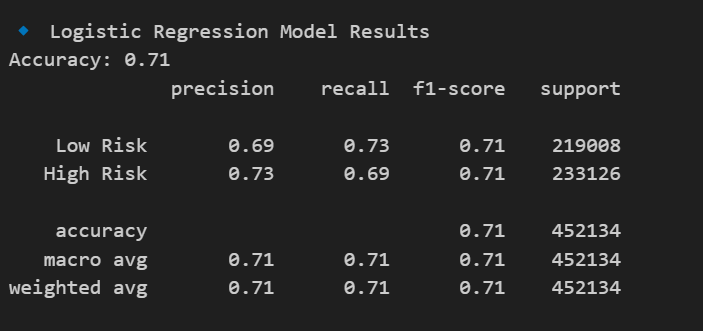 🔹 Logistic Regression Model Results
Accuracy: 0.71
precision recall f1-score support
Low Risk 0.69 0.73 0.71 219008
High Risk 0.73 0.69 0.71 233126
accuracy 0.71 452134
macro avg 0.71 0.71 0.71 452134
weighted avg 0.71 0.71 0.71 452134